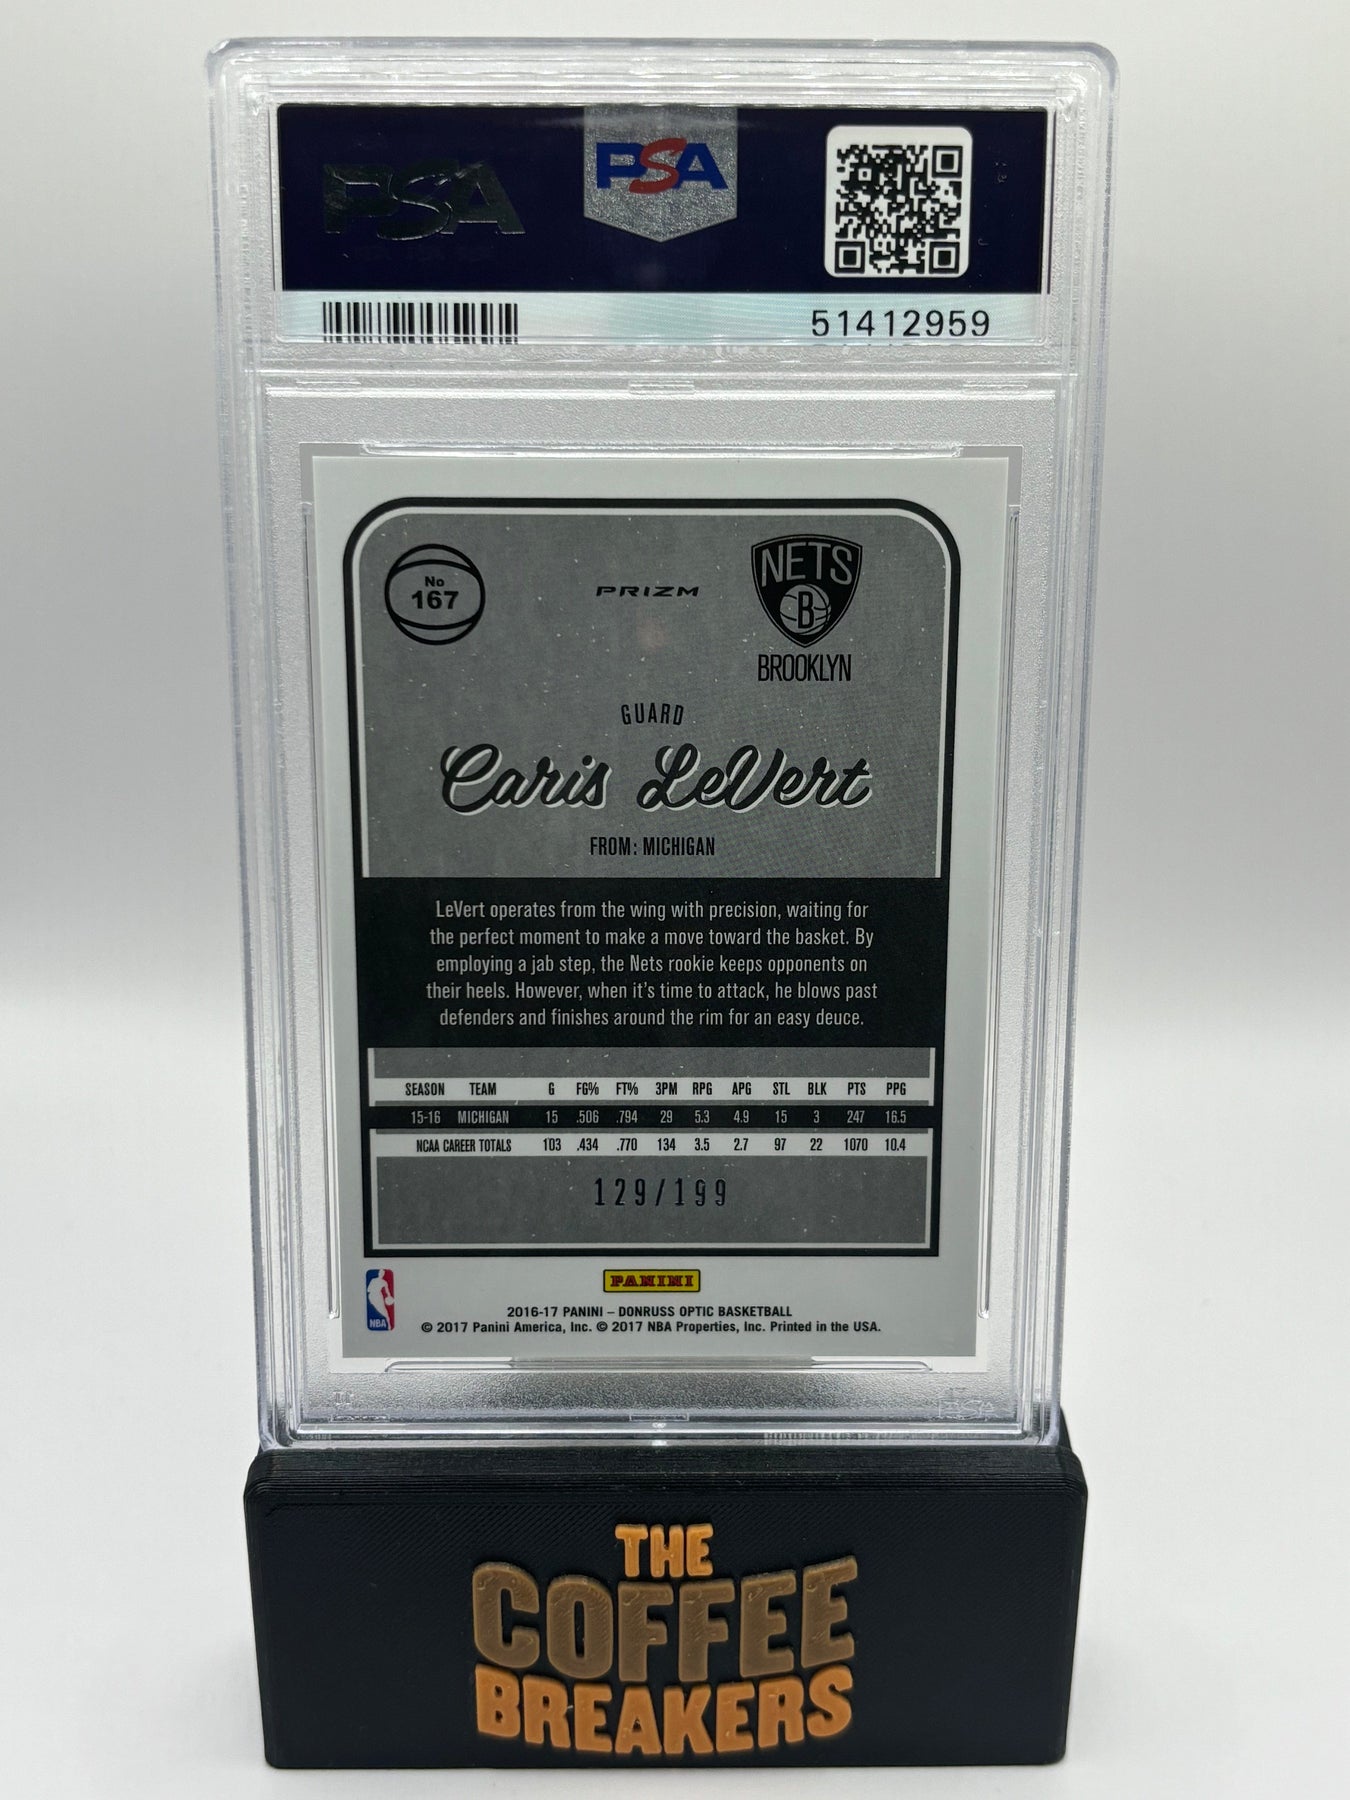 PSA
PSA
51412959
No
167
PRIZM
NETS
B
BROOKLYN
GUARD
Caris LeVert
FROM: MICHIGAN
LeVert operates from the wing with precision, waiting for
the perfect moment to make a move toward the basket. By
employing a jab step, the Nets rookie keeps opponents on
their heels. However, when it's time to attack, he blows past
defenders and finishes around the rim for an easy deuce.
SEASON TEAM G FG% FT% 3PM RPG APG STL BLK PTS PPG
15-16 MICHIGAN 15 .506 .794 29 5.3 4.9 15 3 247 16.5
NCAA CAREER TOTALS 103 .434 .770 134 3.5 2.7 97 22 1070 10.4
129/199
PANINI
NBA
2016-17 PANINI – DONRUSS OPTIC BASKETBALL
© 2017 Panini America, Inc. © 2017 NBA Properties, Inc. Printed in the USA.
THE
COFFEE
BREAKERS